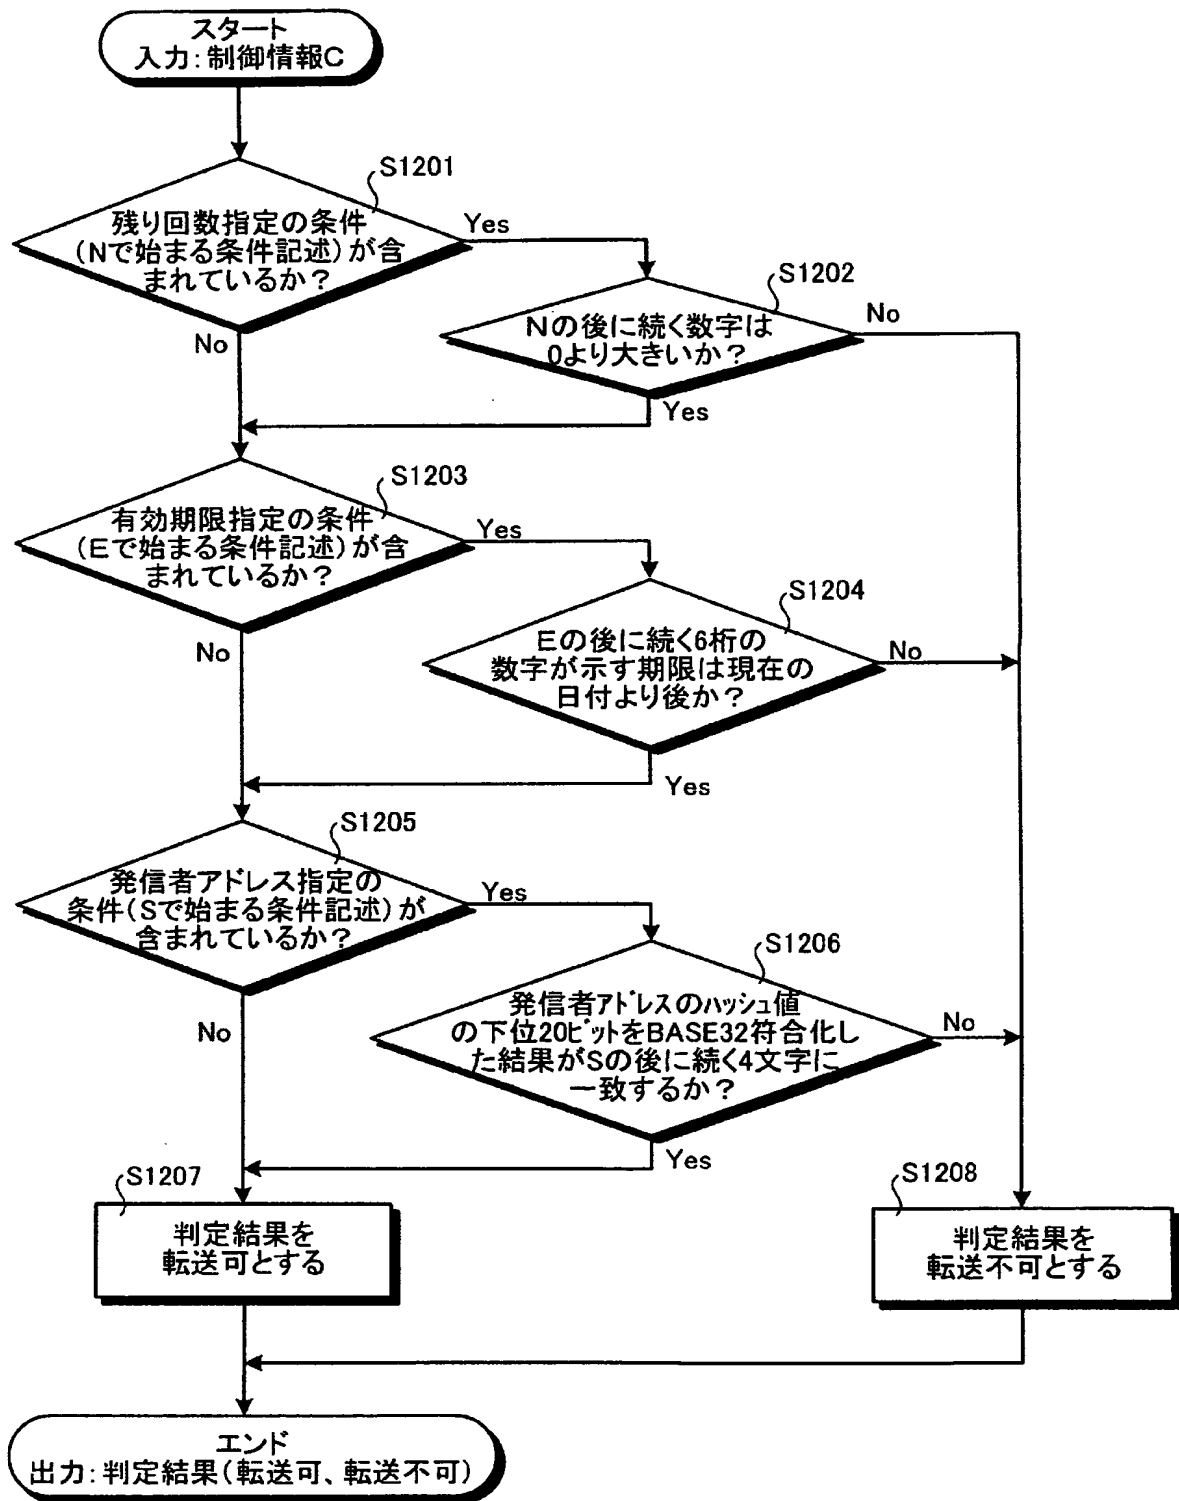 スタート
入力：制御情報C
S1201
残り回数指定の条件
（Nで始まる条件記述）が含
まれているか？
Yes
No
S1202
Nの後に続く数字は
0より大きいか？
No
Yes
S1203
有効期限指定の条件
（Eで始まる条件記述）が含
まれているか？
Yes
No
S1204
Eの後に続く6桁の
数字が示す期限は現在の
日付より後か？
No
Yes
S1205
発信者アドレス指定の
条件（Sで始まる条件記述）が
含まれているか？
Yes
No
S1206
発信者ｱﾄﾞﾚｽのﾊｯｼｭ値
の下位20ﾋﾞｯﾄをBASE32符合化し
た結果がSの後に続く4文字に
一致するか？
No
Yes
S1207
判定結果を
転送可とする
S1208
判定結果を
転送不可とする
エンド
出力：判定結果（転送可、転送不可）